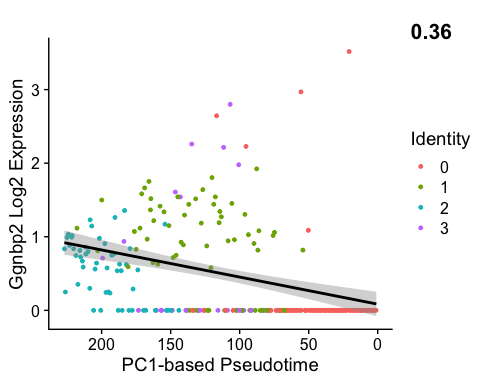 0.36
Ggnbp2 Log2 Expression
3
2
1
0
200 150 100 50 0
PC1-based Pseudotime
Identity
0
1
2
3